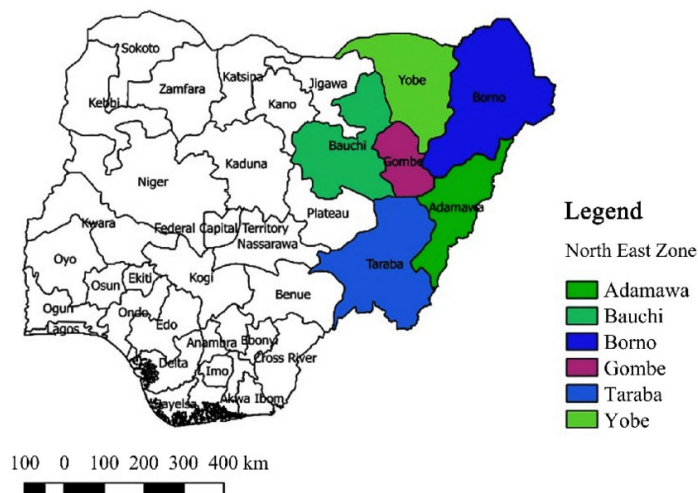 Sokoto
Katsina
Zamfara
Jigawa
Yobe
Borno
Kebbi
Kano
Bauchi
Gombe
Kaduna
Niger
Adamawa
Plateau
Kwara
Federal Capital Territory
Nassarawa
Oyo
Taraba
Osun
Ekiti
Kogi
Benue
Ogun
Ondo
Edo
Lagos
Anambra
Ebonyi
Cross River
Delta
Imo
Bayelsa
Akwa Ibom
Legend
North East Zone
Adamawa
Bauchi
Borno
Gombe
Taraba
Yobe
100 0 100 200 300 400 km